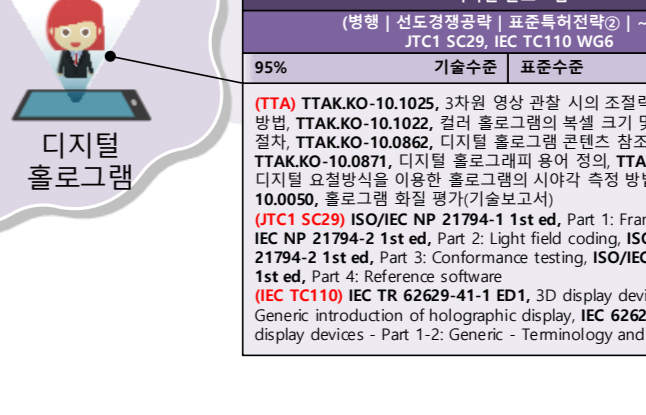 (병행 | 선도경쟁공략 | 표준특허전략② | ~
JTC1 SC29, IEC TC110 WG6
95% 기술수준 표준수준
(TTA) TTAK.KO-10.1025, 3차원 영상 관찰 시의 조절력
방법, TTAK.KO-10.1022, 컬러 홀로그램의 복셀 크기 및
절차, TTAK.KO-10.0862, 디지털 홀로그램 콘텐츠 참조
TTAK.KO-10.0871, 디지털 홀로그래피 용어 정의, TTA
디지털 요철방식을 이용한 홀로그램의 시야각 측정 방법
10.0050, 홀로그램 화질 평가(기술보고서)
(JTC1 SC29) ISO/IEC NP 21794-1 1st ed, Part 1: Fran
IEC NP 21794-2 1st ed, Part 2: Light field coding, ISO
21794-2 1st ed, Part 3: Conformance testing, ISO/IEC
1st ed, Part 4: Reference software
(IEC TC110) IEC TR 62629-41-1 ED1, 3D display devi
Generic introduction of holographic display, IEC 6262
display devices - Part 1-2: Generic - Terminology and
디지털
홀로그램